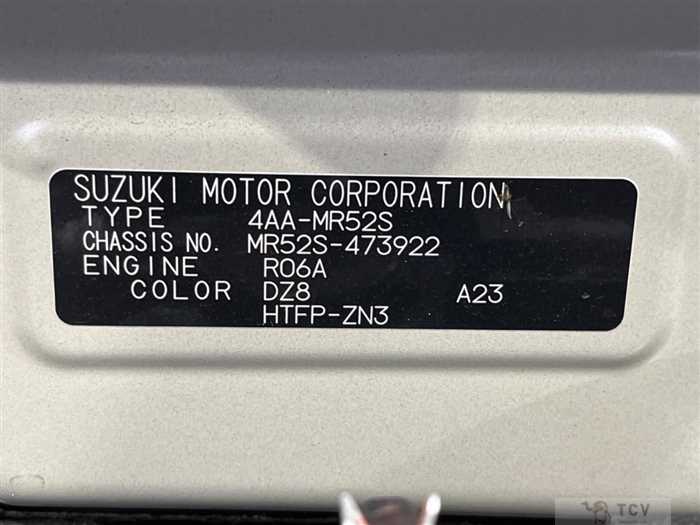 SUZUKI MOTOR CORPORATION
TYPE 4AA-MR52S
CHASSIS NO. MR52S-473922
ENGINE R06A
COLOR DZ8 A23
HTFP-ZN3
TCV